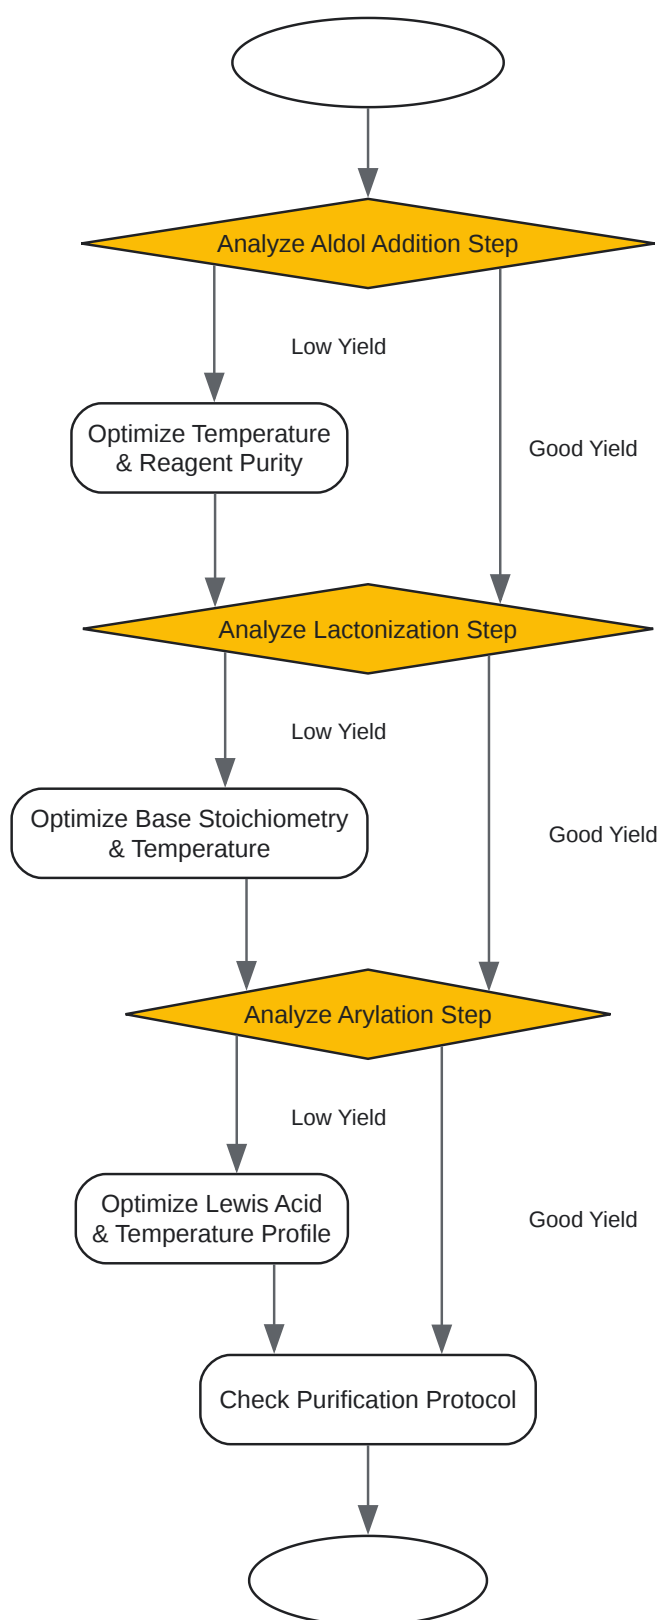 Analyze Aldol Addition Step
Low Yield
Optimize Temperature
& Reagent Purity
Good Yield
Analyze Lactonization Step
Low Yield
Optimize Base Stoichiometry
& Temperature
Good Yield
Analyze Arylation Step
Low Yield
Optimize Lewis Acid
& Temperature Profile
Good Yield
Check Purification Protocol